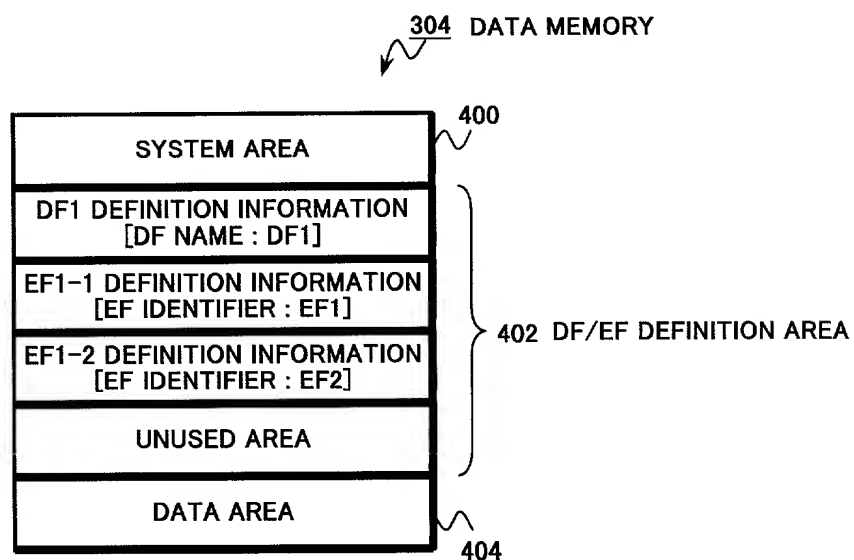 304 DATA MEMORY
400
SYSTEM AREA
DF1 DEFINITION INFORMATION
[DF NAME : DF1]
EF1-1 DEFINITION INFORMATION
[EF IDENTIFIER : EF1]
EF1-2 DEFINITION INFORMATION
[EF IDENTIFIER : EF2]
402 DF/EF DEFINITION AREA
UNUSED AREA
DATA AREA
404